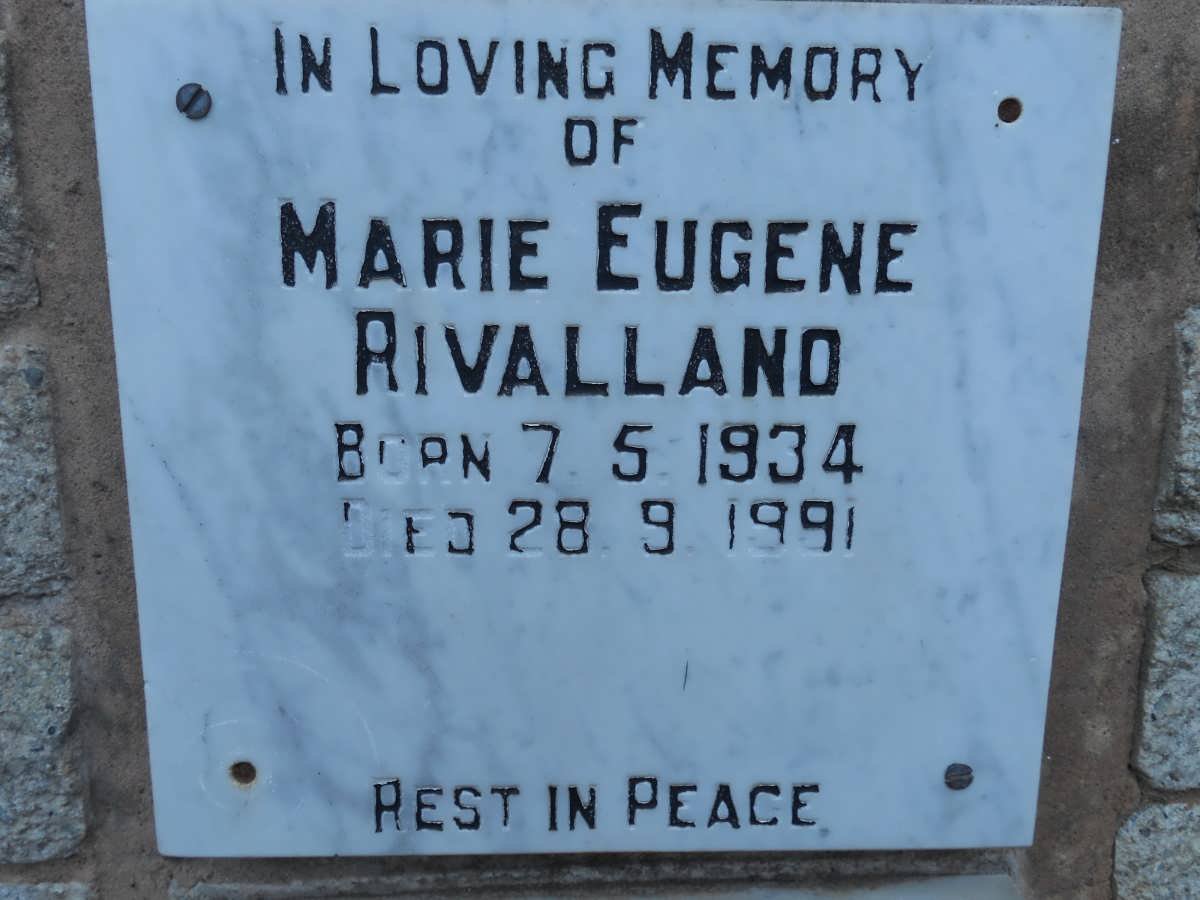 IN LOVING MEMORY
OF
MARIE EUGENE
RIVALLAND
BORN 7. 5. 1934
DIED 28. 9. 1991
REST IN PEACE